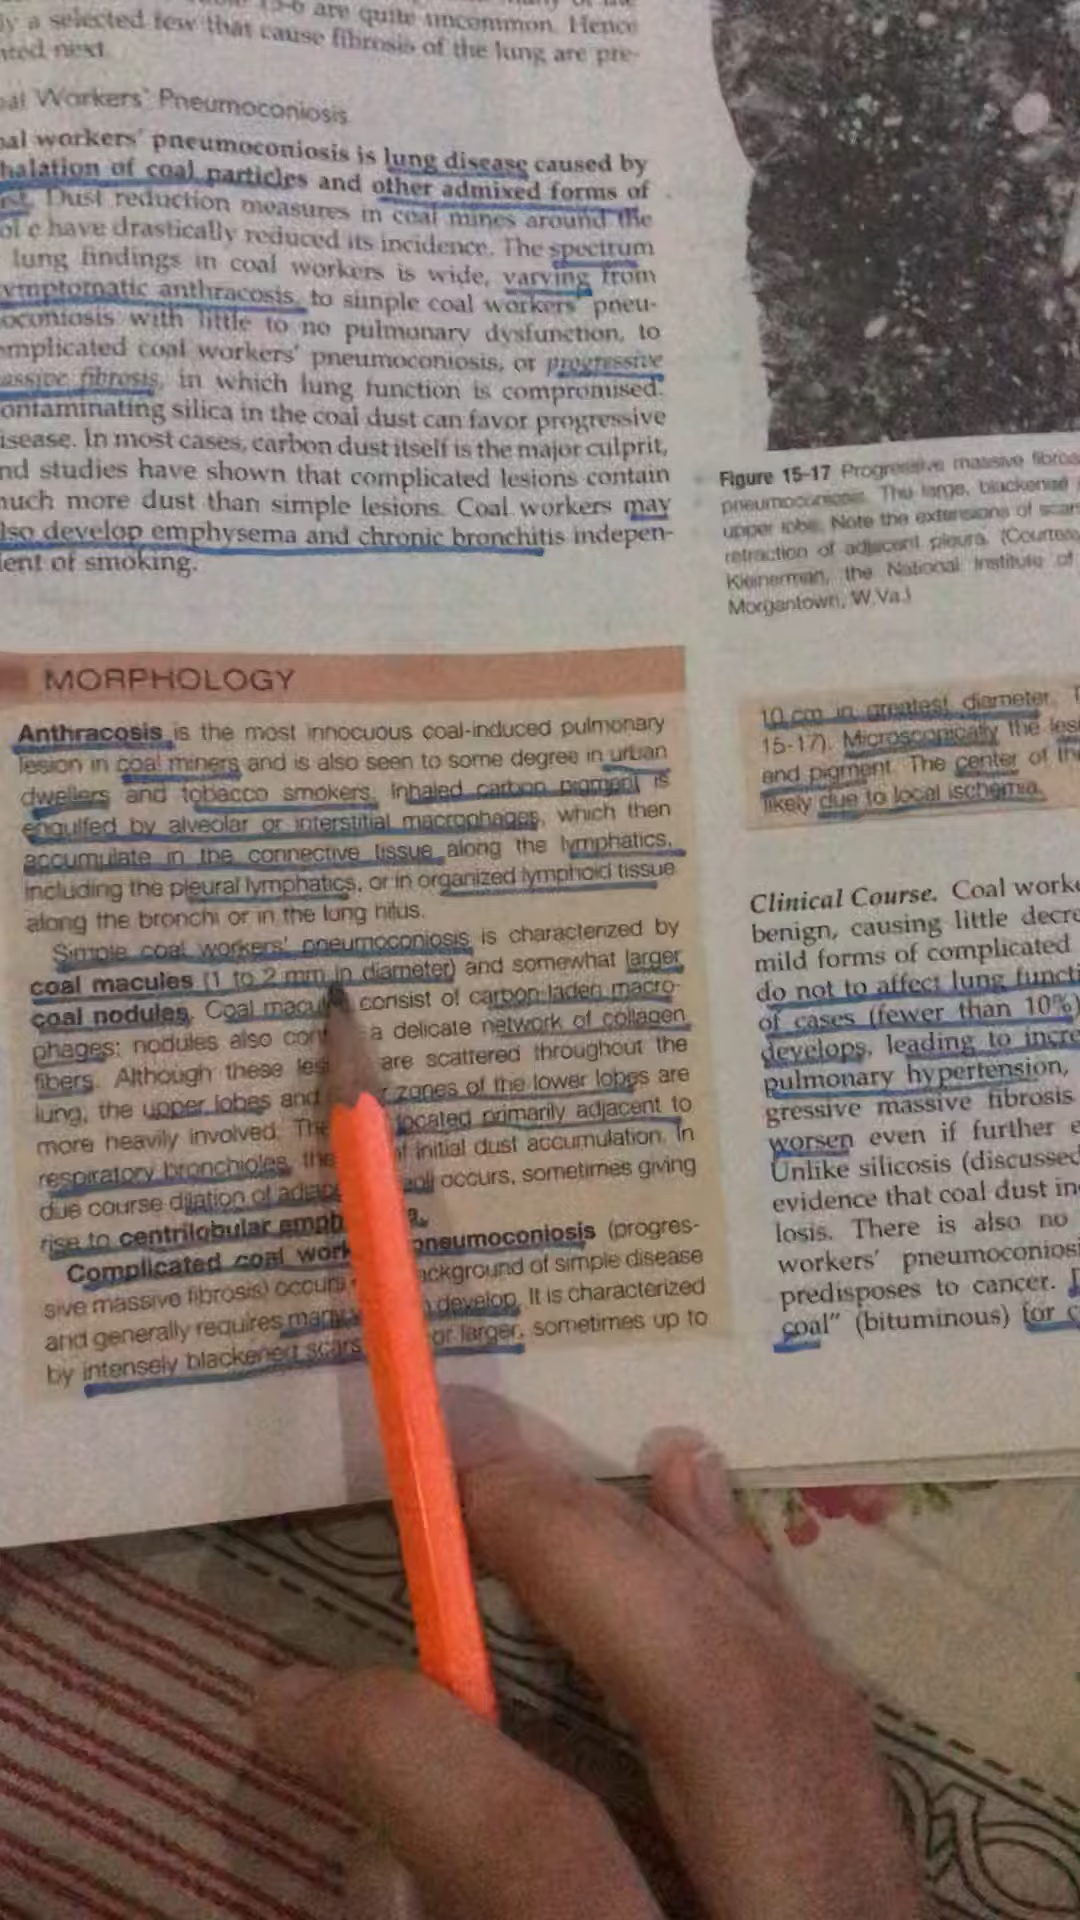 15-6 are quite uncommon. Hence
y a selected few that cause fibrosis of the lung are pre-
nted next.
al Workers' Pneumoconiosis
al workers' pneumoconiosis is lung disease caused by
halation of coal particles and other admixed forms of
st. Dust reduction measures in coal mines around the
have drastically reduced its incidence. The spectrum
lung findings in coal workers is wide, varying from
ymptomatic anthracosis, to simple coal workers' pneu-
oconiosis with little to no pulmonary dysfunction, to
mplicated coal workers' pneumoconiosis, or progressive
assive fibrosis, in which lung function is compromised.
ontaminating silica in the coal dust can favor progressive
isease. In most cases, carbon dust itself is the major culprit,
nd studies have shown that complicated lesions contain
much more dust than simple lesions. Coal workers may
lso develop emphysema and chronic bronchitis indepen-
ent of smoking.
MORPHOLOGY
Anthracosis is the most innocuous coal-induced pulmonary
lesion in coal miners and is also seen to some degree in urban
dwellers and tobacco smokers. Inhaled carbon pigment is
engulfed by alveolar or interstitial macrophages, which then
accumulate in the connective tissue along the lymphatics,
including the pleural lymphatics, or in organized lymphoid tissue
along the bronchi or in the lung hilus.
Simple coal workers' pneumoconiosis is characterized by
coal macules (1 to 2 mm in diameter) and somewhat larger
coal nodules. Coal macu consist of carbon-laden macro-
phages; nodules also con a delicate network of collagen
fibers. Although these les are scattered throughout the
lung, the upper lobes and r zones of the lower lobes are
more heavily involved. The located primarily adjacent to
respiratory bronchioles, the of initial dust accumulation. In
due course dilation of adjac eoli occurs, sometimes giving
rise to centrilobular emph a.
Complicated coal work pneumoconiosis (progres-
sive massive fibrosis) occurs ackground of simple disease
and generally requires many develop. It is characterized
by intensely blackened scars or larger, sometimes up to
Figure 15-17 Progressive massive fibros
pneumoconiosis. The large, blackened
upper lobe. Note the extensions of scar
retraction of adjacent pleura. (Courtesy
Kleinerman, the National Institute of
Morgantown, W.Va.)
10 cm in greatest diameter. T
15-17). Microscopically the les
and pigment. The center of the
likely due to local ischemia.
Clinical Course. Coal worke
benign, causing little decre
mild forms of complicated
do not to affect lung functi
of cases (fewer than 10%)
develops, leading to incre
pulmonary hypertension,
gressive massive fibrosis
worsen even if further e
Unlike silicosis (discussed
evidence that coal dust in
losis. There is also no
workers' pneumoconiosi
predisposes to cancer.
coal" (bituminous) for c